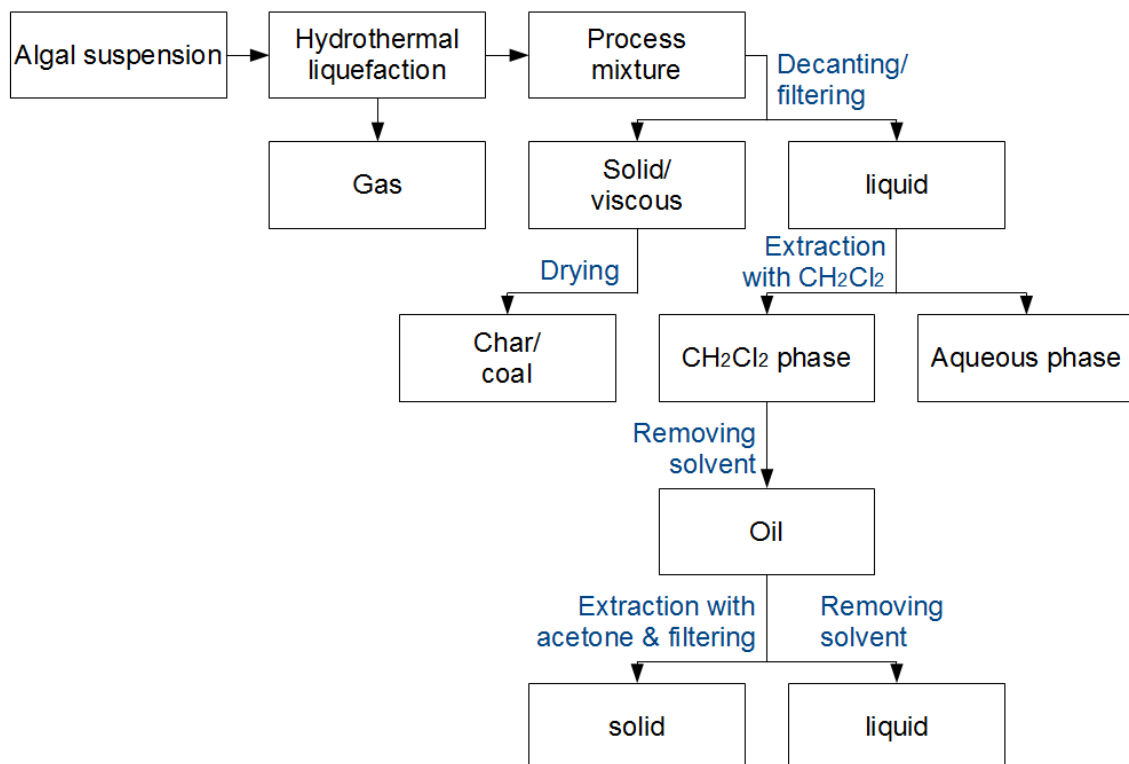 Algal suspension
Hydrothermal
liquefaction
Process
mixture
Decanting/
filtering
Gas
Solid/
viscous
liquid
Drying
Extraction
with CH₂Cl₂
Char/
coal
CH₂Cl₂ phase
Aqueous phase
Removing
solvent
Oil
Extraction with
acetone & filtering
Removing
solvent
solid
liquid